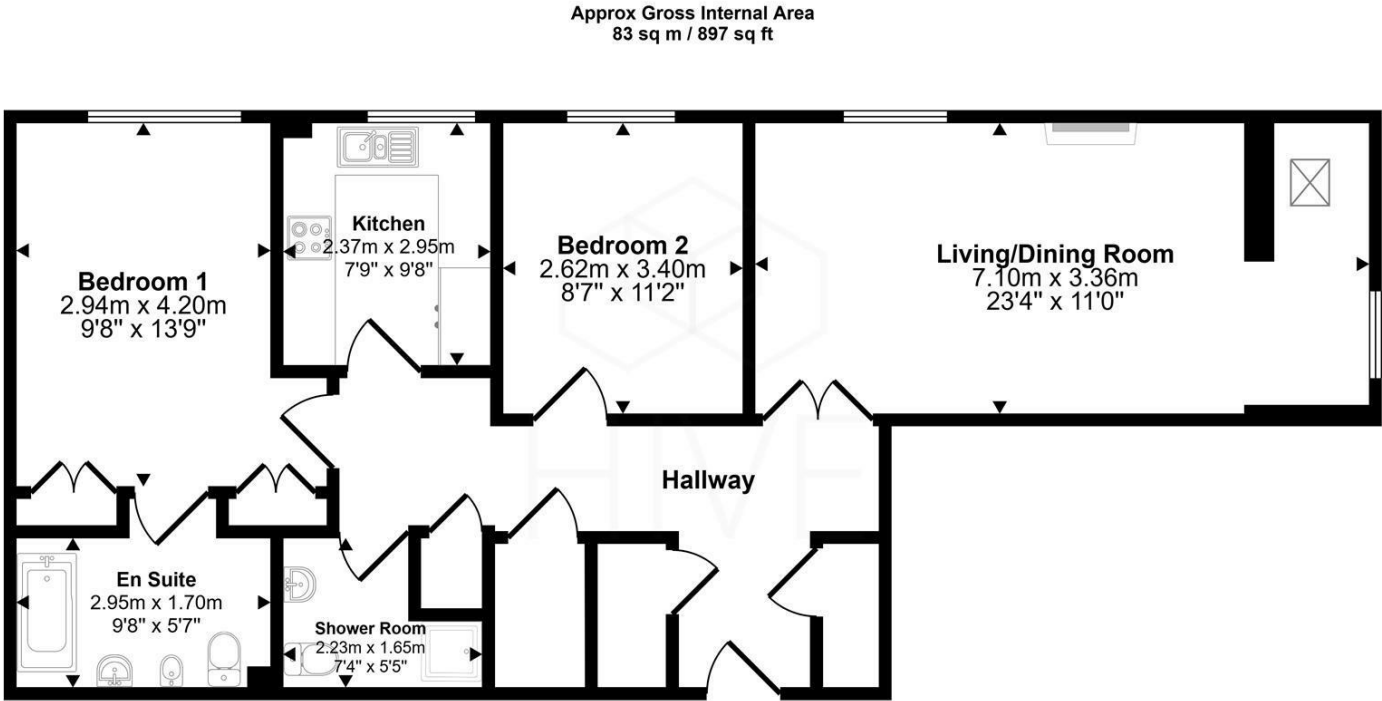 Approx Gross Internal Area
83 sq m / 897 sq ft
Kitchen
2.37m x 2.95m
7'9" x 9'8"
Bedroom 2
2.62m x 3.40m
8'7" x 11'2"
Living/Dining Room
7.10m x 3.36m
23'4" x 11'0"
Bedroom 1
2.94m x 4.20m
9'8" x 13'9"
Hallway
HIVE
En Suite
2.95m x 1.70m
9'8" x 5'7"
Shower Room
2.23m x 1.65m
7'4" x 5'5"